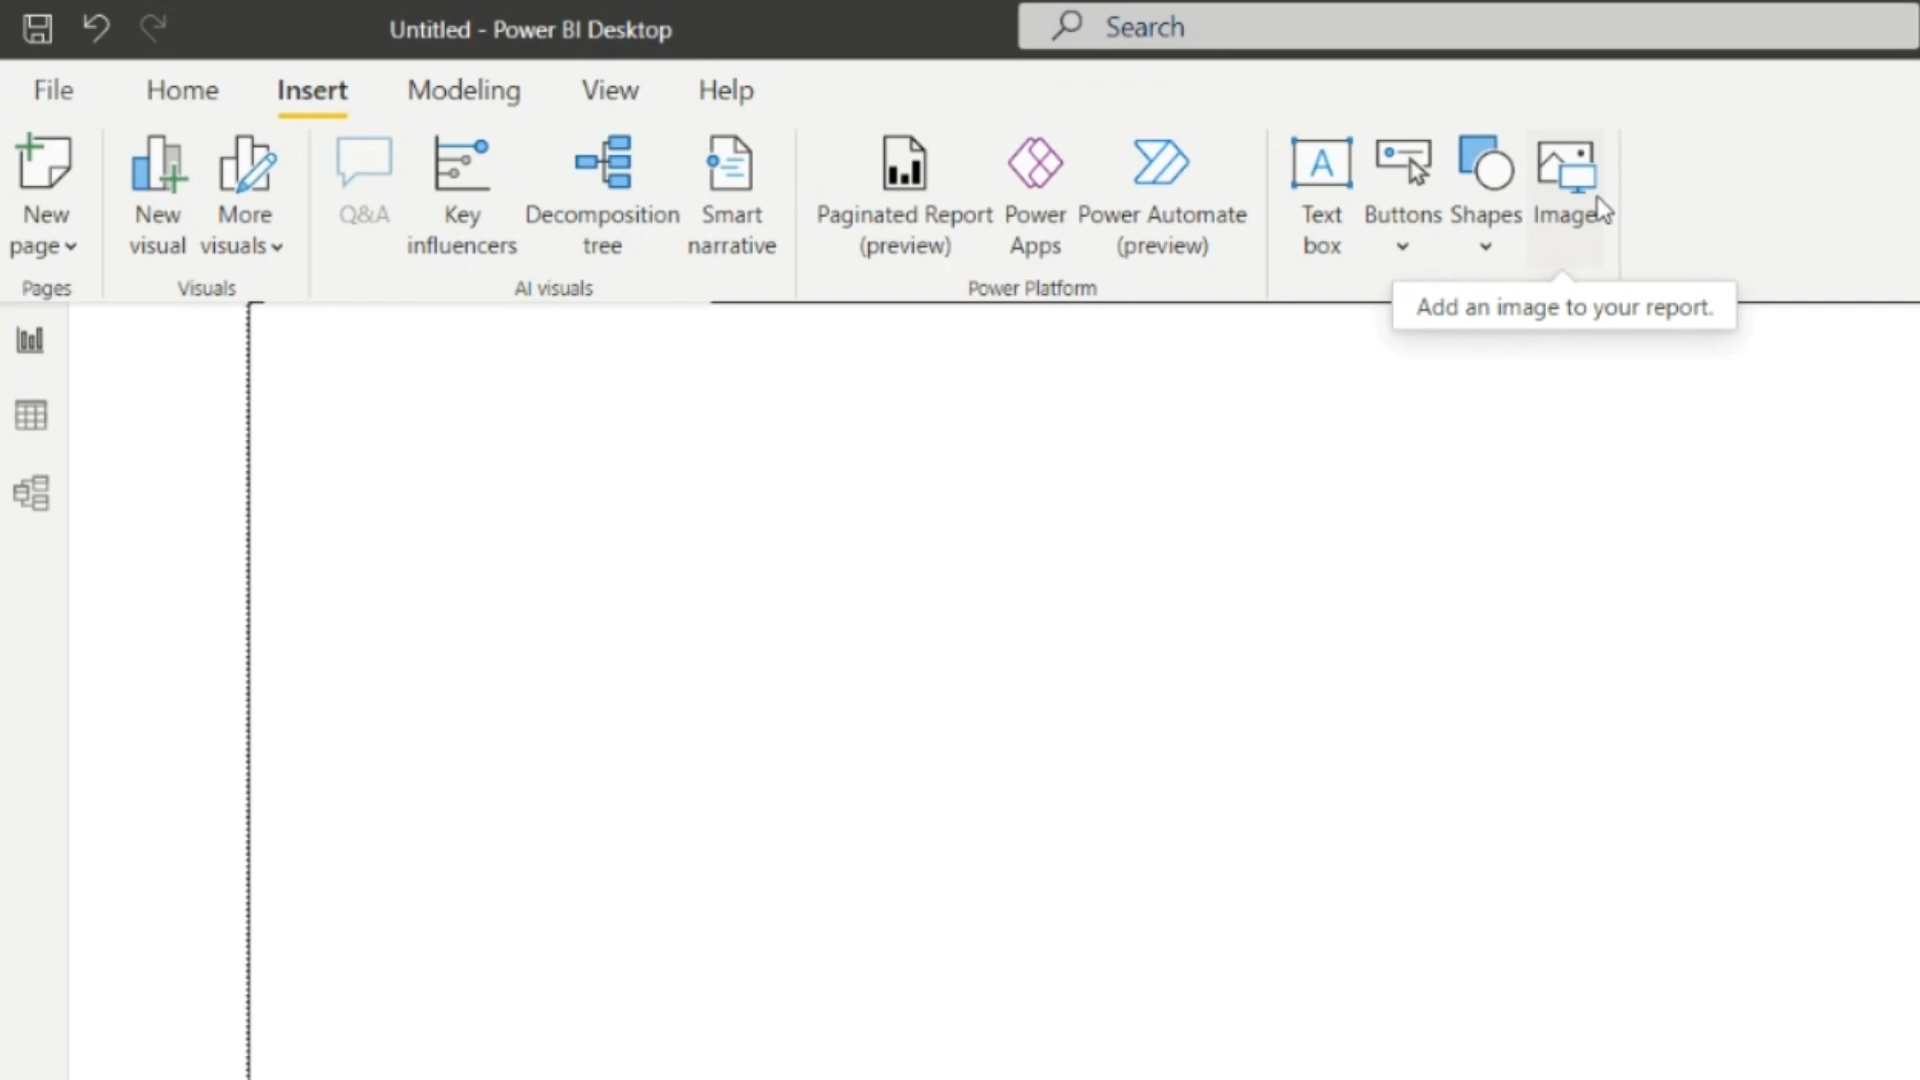 Untitled - Power BI Desktop
Search
File Home Insert Modeling View Help
New page
New visual
More visuals
Q&A
Key influencers
Decomposition tree
Smart narrative
Paginated Report (preview)
Power Apps
Power Automate (preview)
A
Text box
Buttons
Shapes
Image
Pages
Visuals
AI visuals
Power Platform
Add an image to your report.